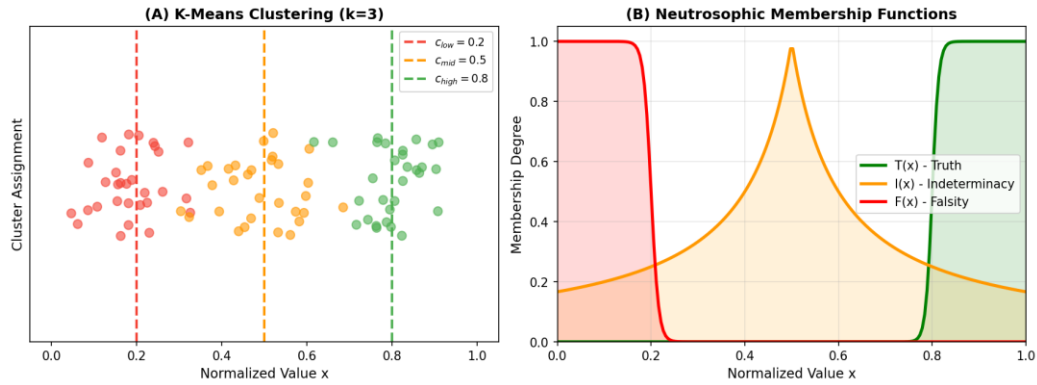 (A) K-Means Clustering (k=3)
c_low = 0.2
c_mid = 0.5
c_high = 0.8
Cluster Assignment
0.0 0.2 0.4 0.6 0.8 1.0
Normalized Value x
(B) Neutrosophic Membership Functions
1.0
0.8
0.6
0.4
0.2
0.0
Membership Degree
T(x) - Truth
I(x) - Indeterminacy
F(x) - Falsity
0.0 0.2 0.4 0.6 0.8 1.0
Normalized Value x